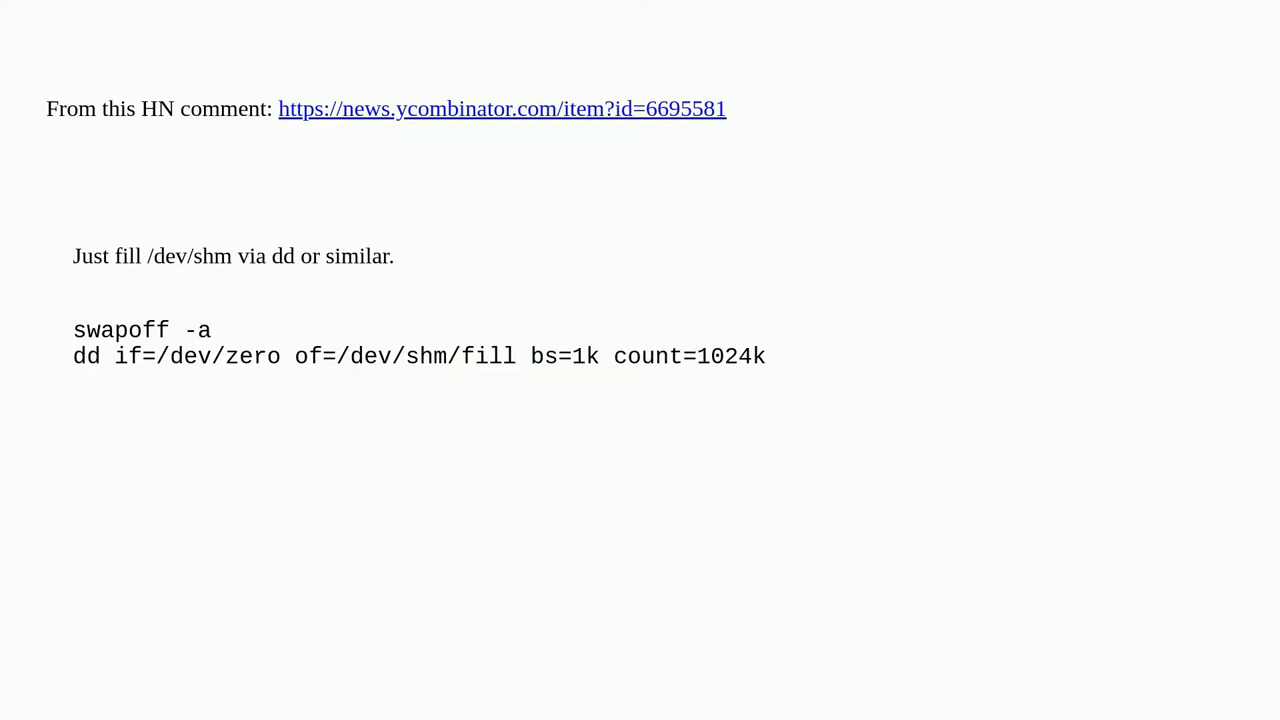 From this HN comment: https://news.ycombinator.com/item?id=6695581
Just fill /dev/shm via dd or similar.
swapoff -a
dd if=/dev/zero of=/dev/shm/fill bs=1k count=1024k